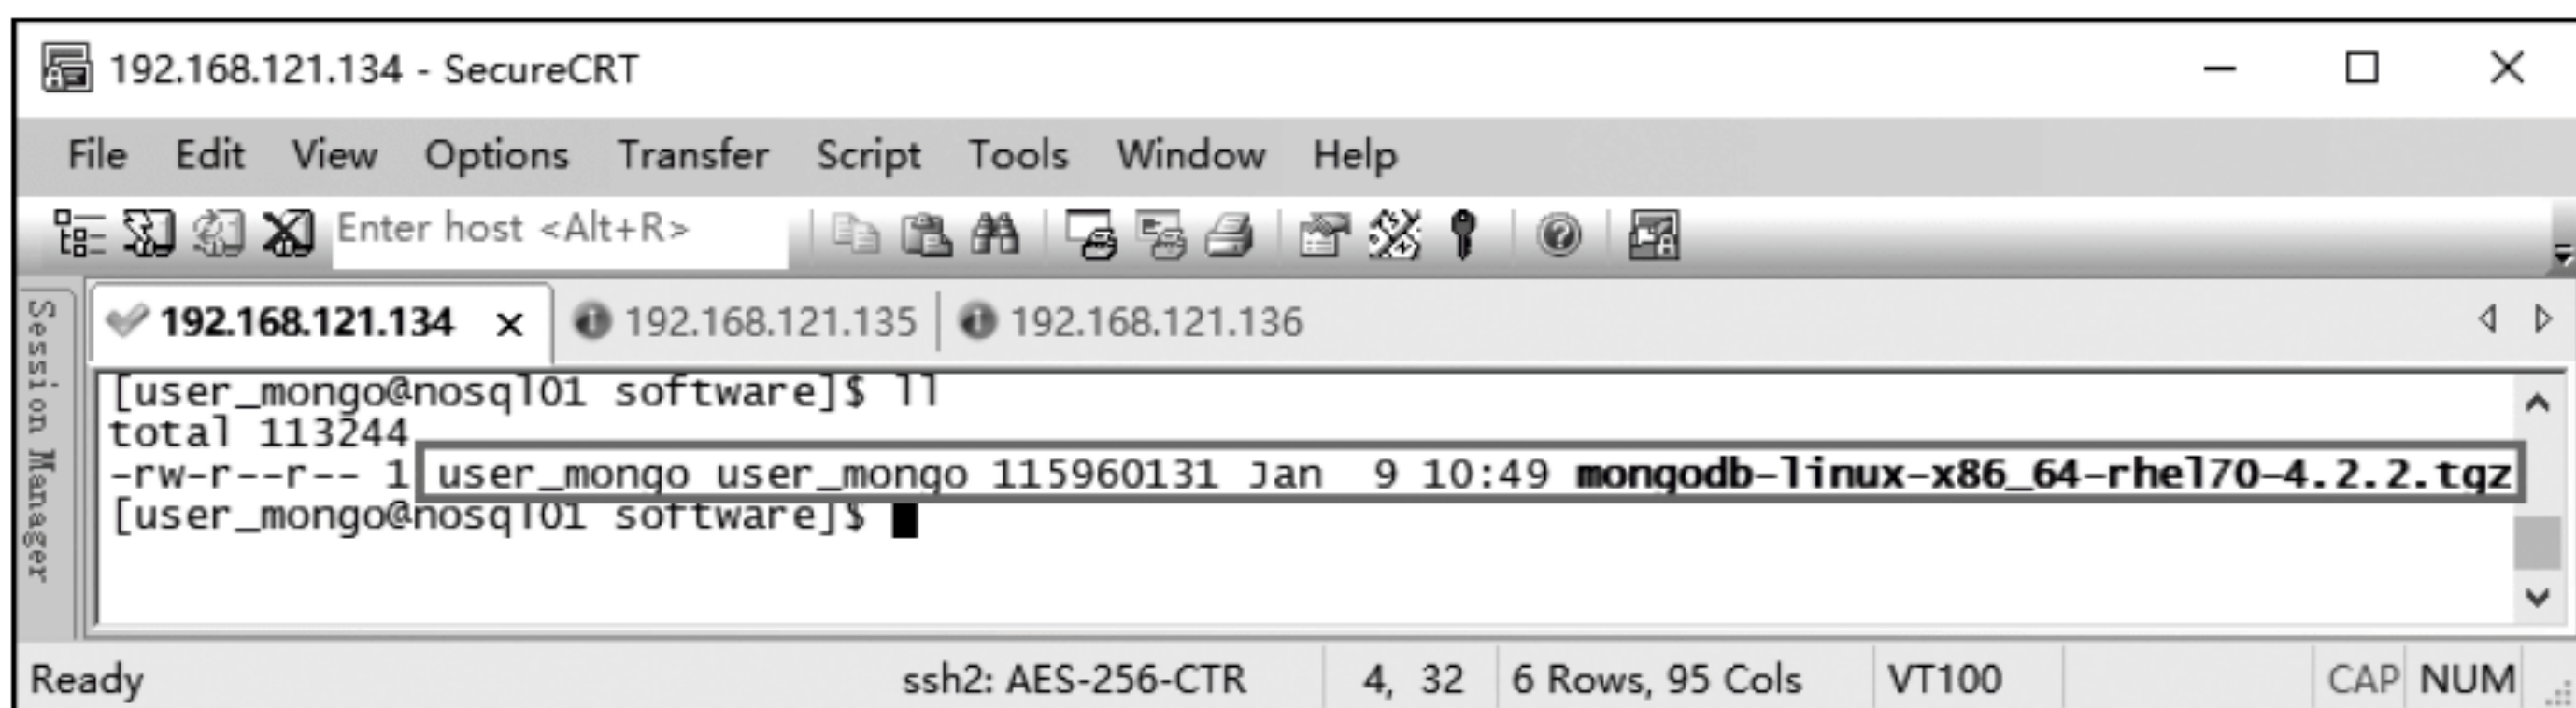 192.168.121.134 - SecureCRT
File Edit View Options Transfer Script Tools Window Help
Enter host <Alt+R>
192.168.121.134 192.168.121.135 192.168.121.136
Session Manager
[user_mongo@nosql01 software]$ ll
total 113244
-rw-r--r-- 1 user_mongo user_mongo 115960131 Jan  9 10:49 mongodb-linux-x86_64-rhel70-4.2.2.tgz
[user_mongo@nosql01 software]$
Ready ssh2: AES-256-CTR 4, 32 6 Rows, 95 Cols VT100 CAP NUM